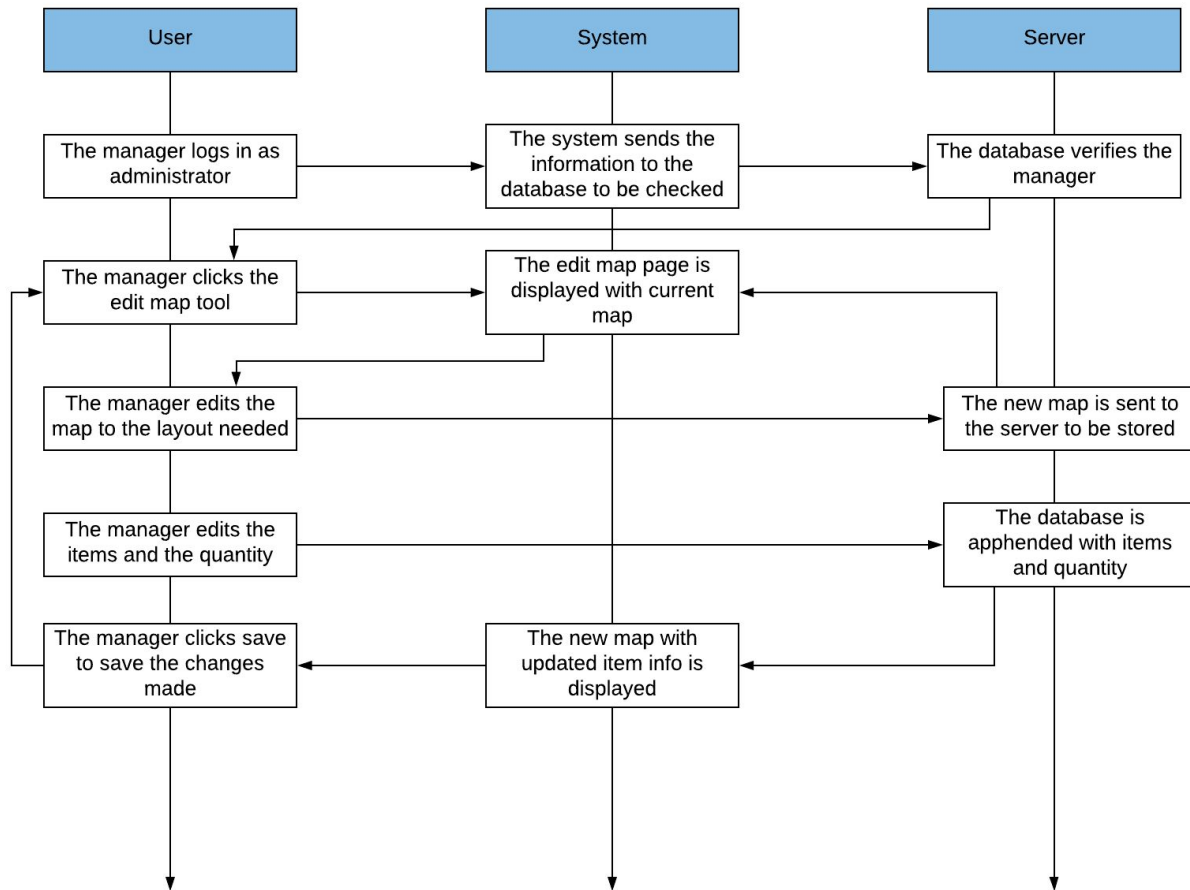 User
System
Server
The manager logs in as
administrator
The system sends the
information to the
database to be checked
The database verifies the
manager
The manager clicks the
edit map tool
The edit map page is
displayed with current
map
The manager edits the
map to the layout needed
The new map is sent to
the server to be stored
The manager edits the
items and the quantity
The database is
apphended with items
and quantity
The manager clicks save
to save the changes
made
The new map with
updated item info is
displayed